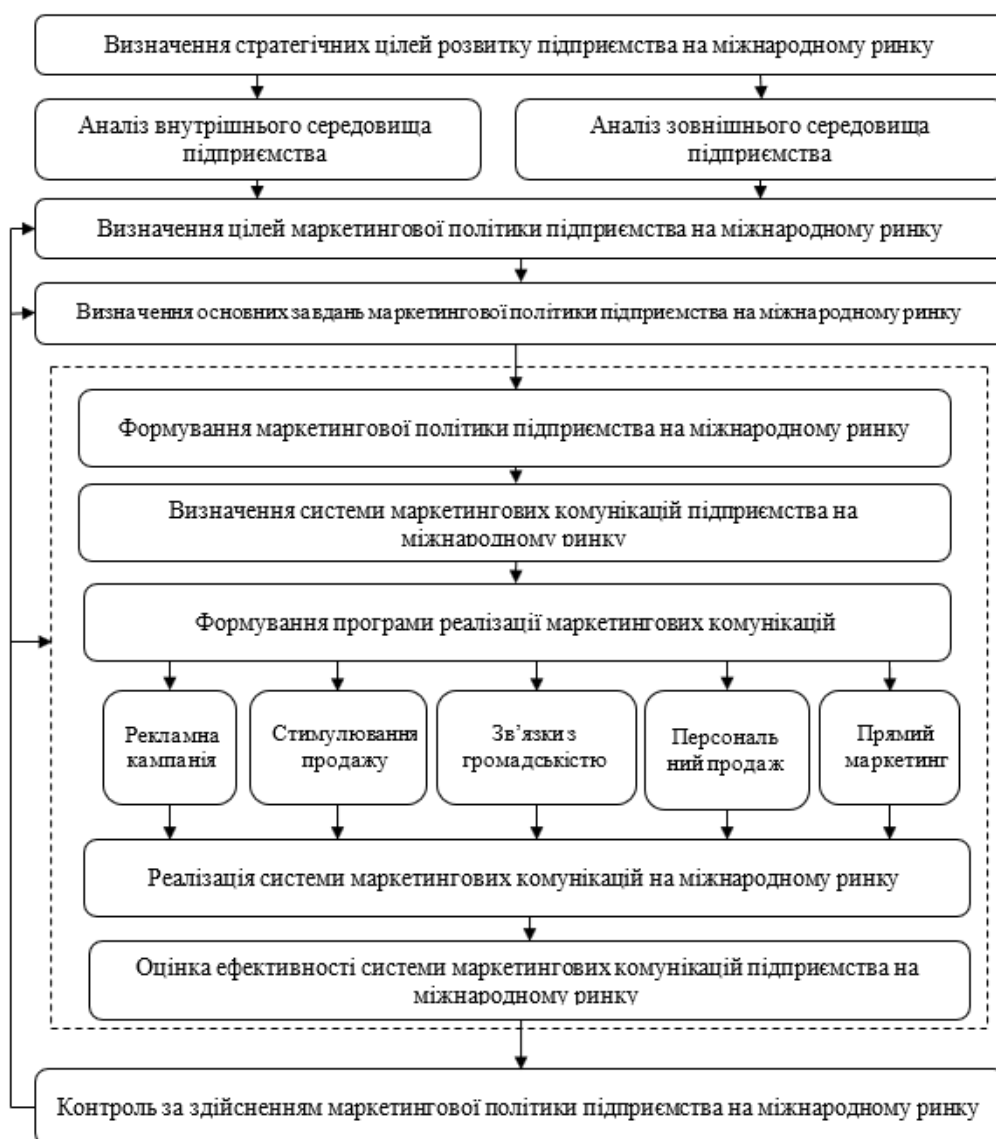 Визначення стратегічних цілей розвитку підприємства на міжнародному ринку
Аналіз внутрішнього середовища
підприємства
Аналіз зовнішнього середовища
підприємства
Визначення цілей маркетингової політики підприємства на міжнародному ринку
Визначення основних завдань маркетингової політики підприємства на міжнародному ринку
Формування маркетингової політики підприємства на міжнародному ринку
Визначення системи маркетингових комунікацій підприємства на
міжнародному ринку
Формування програми реалізації маркетингових комунікацій
Рекламна
кампанія
Стимулювання
продажу
Зв’язки з
громадськістю
Персональ
ний продаж
Прямий
маркетинг
Реалізація системи маркетингових комунікацій на міжнародному ринку
Оцінка ефективності системи маркетингових комунікацій підприємства на
міжнародному ринку
Контроль за здійсненням маркетингової політики підприємства на міжнародному ринку